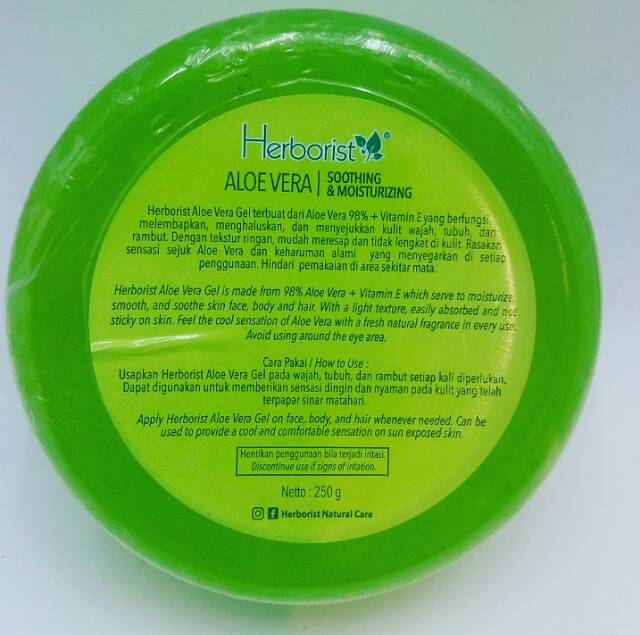 Herborist®
ALOE VERA | SOOTHING & MOISTURIZING
Herborist Aloe Vera Gel terbuat dari Aloe Vera 98% + Vitamin E yang berfungsi
melembapkan, menghaluskan, dan menyejukkan kulit wajah, tubuh, dan
rambut. Dengan tekstur ringan, mudah meresap dan tidak lengket di kulit. Rasakan
sensasi sejuk Aloe Vera dan keharuman alami yang menyegarkan di setiap
penggunaan. Hindari pemakaian di area sekitar mata.
Herborist Aloe Vera Gel is made from 98% Aloe Vera + Vitamin E which serve to moisturize,
smooth, and soothe skin face, body and hair. With a light texture, easily absorbed and not
sticky on skin. Feel the cool sensation of Aloe Vera with a fresh natural fragrance in every use.
Avoid using around the eye area.
Cara Pakai / How to Use :
Usapkan Herborist Aloe Vera Gel pada wajah, tubuh, dan rambut setiap kali diperlukan.
Dapat digunakan untuk memberikan sensasi dingin dan nyaman pada kulit yang telah
terpapar sinar matahari.
Apply Herborist Aloe Vera Gel on face, body, and hair whenever needed. Can be
used to provide a cool and comfortable sensation on sun exposed skin.
Hentikan penggunaan bila terjadi iritasi.
Discontinue use if signs of irritation.
Netto : 250 g
Herborist Natural Care